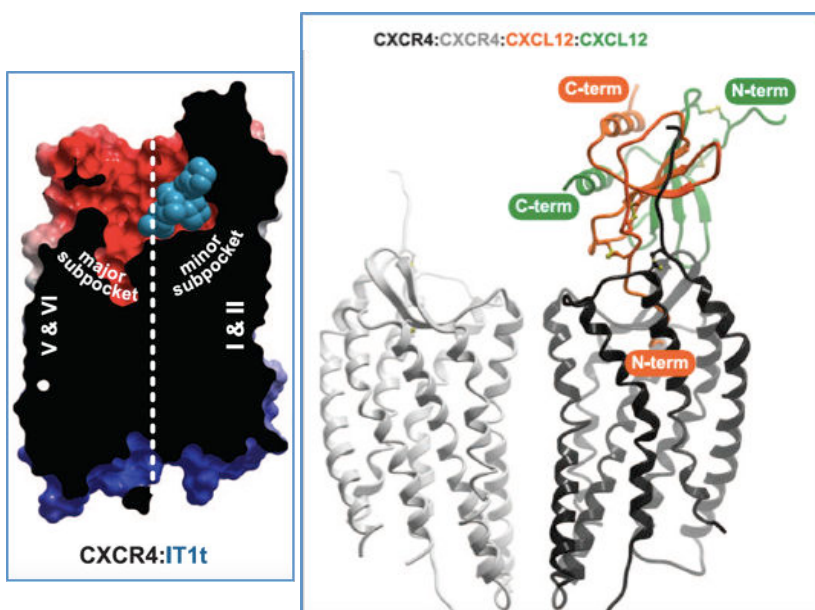 major
subpocket
minor
subpocket
V & VI
I & II
CXCR4:IT1t
CXCR4:CXCR4:CXCL12:CXCL12
C-term
N-term
C-term
N-term